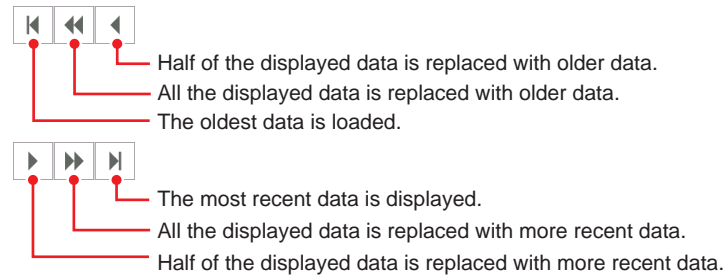 Half of the displayed data is replaced with older data.
All the displayed data is replaced with older data.
The oldest data is loaded.
The most recent data is displayed.
All the displayed data is replaced with more recent data.
Half of the displayed data is replaced with more recent data.